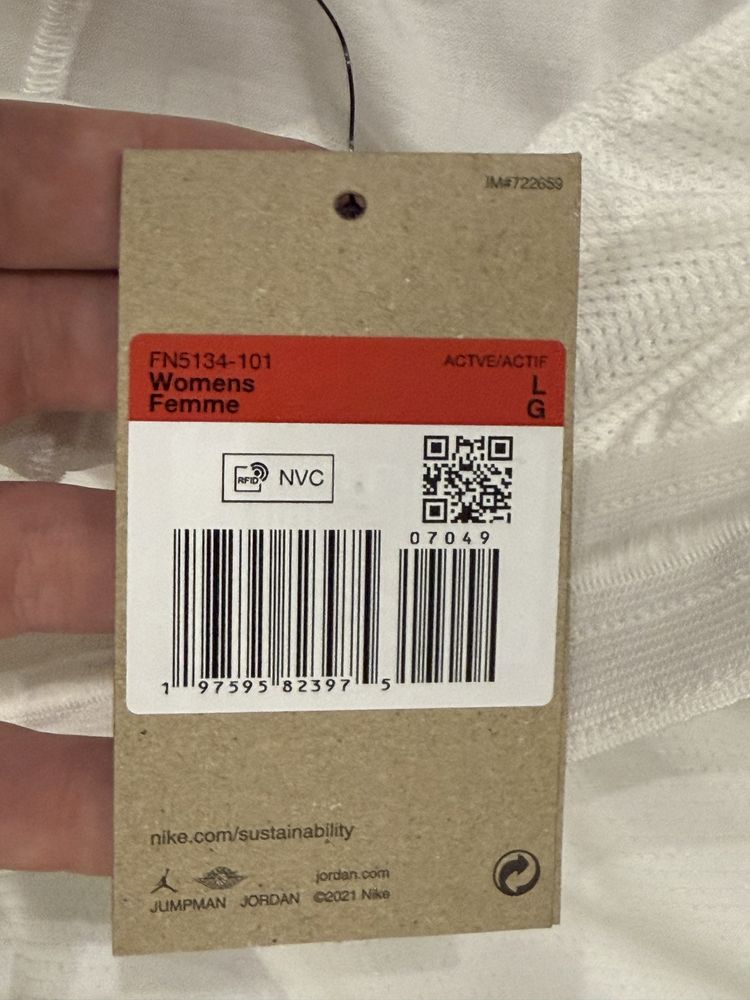 IM#722659
FN5134-101
ACTVE/ACTIF
Womens
L
Femme
G
RFID NVC
07049
1 97595 82397 5
nike.com/sustainability
jordan.com
JUMPMAN JORDAN ©2021 Nike